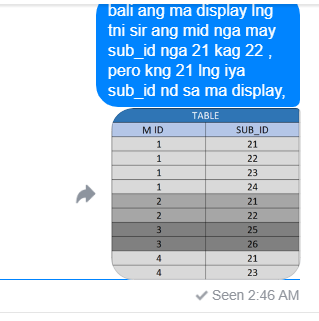 bali ang ma display lng
tni sir ang mid nga may
sub_id nga 21 kag 22 ,
pero kng 21 lng iya
sub_id nd sa ma display,
TABLE
M ID SUB_ID
1 21
1 22
1 23
1 24
2 21
2 22
3 25
3 26
4 21
4 23
Seen 2:46 AM